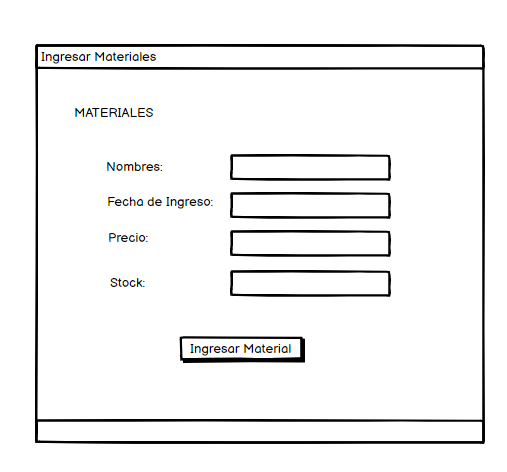 Ingresar Materiales
MATERIALES
Nombres:
Fecha de Ingreso:
Precio:
Stock:
Ingresar Material